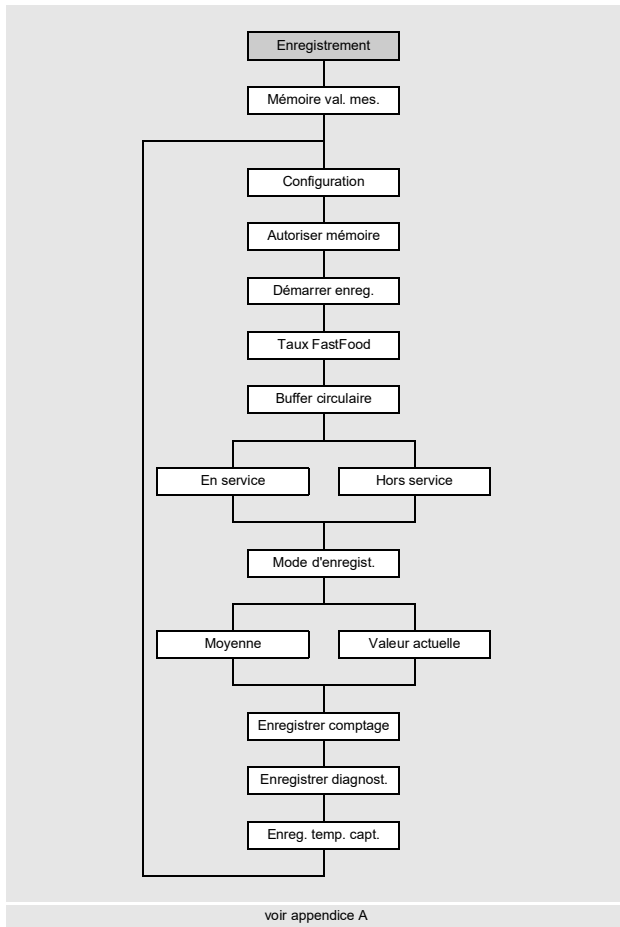 Enregistrement
Mémoire val. mes.
Configuration
Autoriser mémoire
Démarrer enreg.
Taux FastFood
Buffer circulaire
En service
Hors service
Mode d'enregist.
Moyenne
Valeur actuelle
Enregistrer comptage
Enregistrer diagnost.
Enreg. temp. capt.
voir appendice A